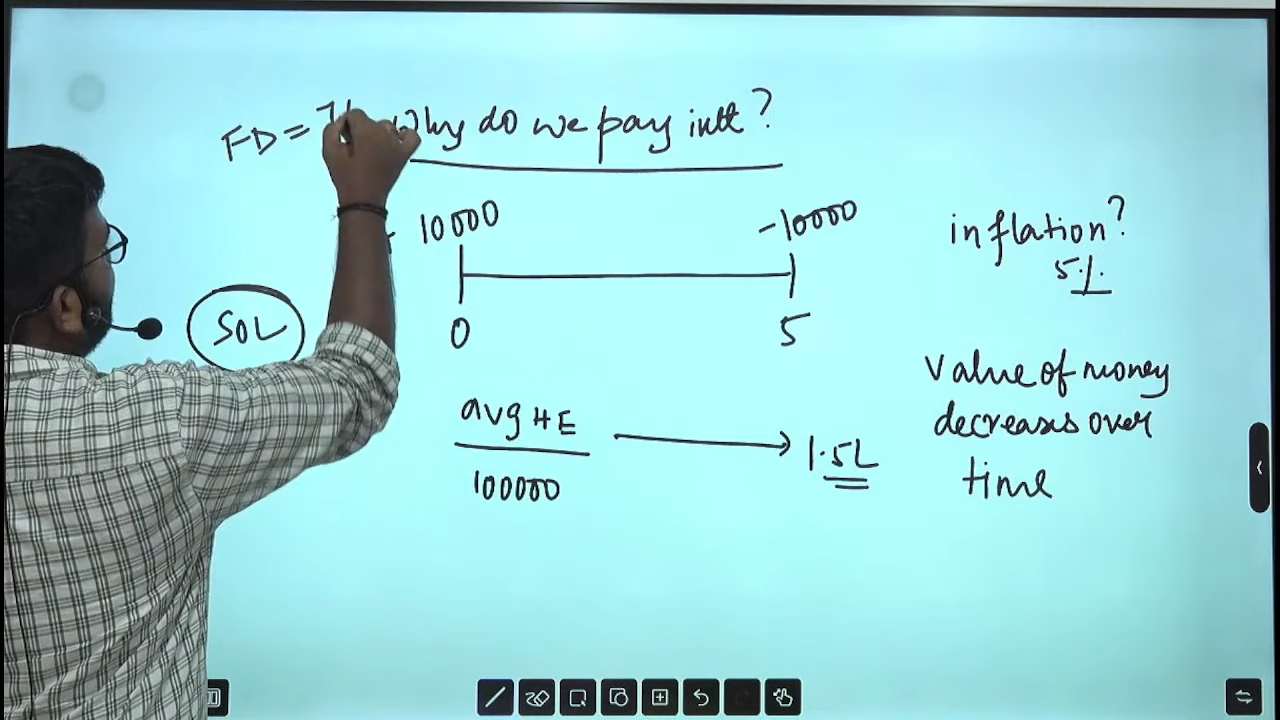 FD = 7
Why do we pay intt?
10000
-10000
inflation?
5%.
0
5
SOL
value of money
decreases over
time
avg HE
100000
1.5L